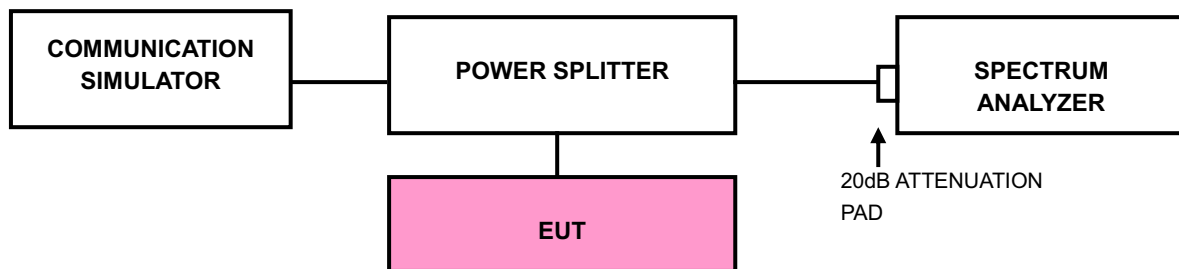 COMMUNICATION
SIMULATOR
POWER SPLITTER
SPECTRUM
ANALYZER
20dB ATTENUATION
PAD
EUT